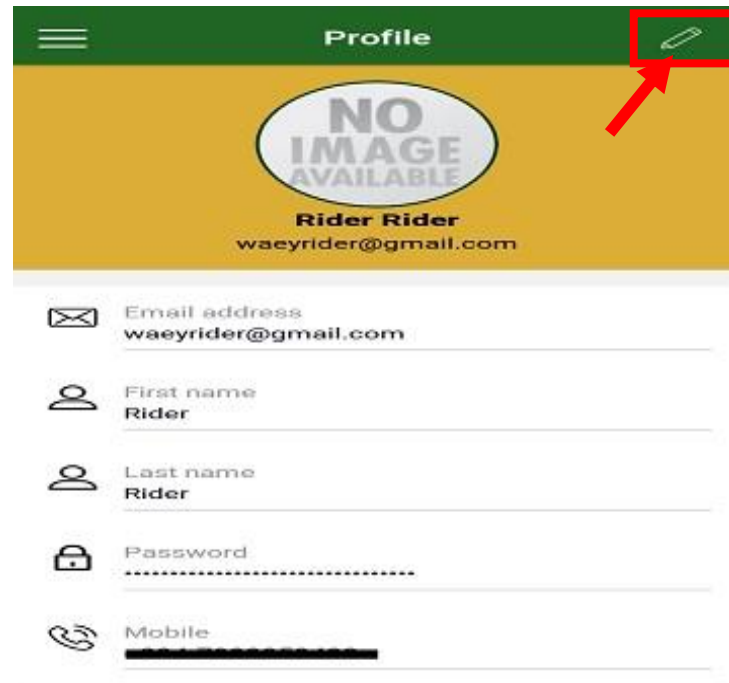 Profile
NO
IMAGE
AVAILABLE
Rider Rider
waeyrider@gmail.com
Email address
waeyrider@gmail.com
First name
Rider
Last name
Rider
Password
Mobile